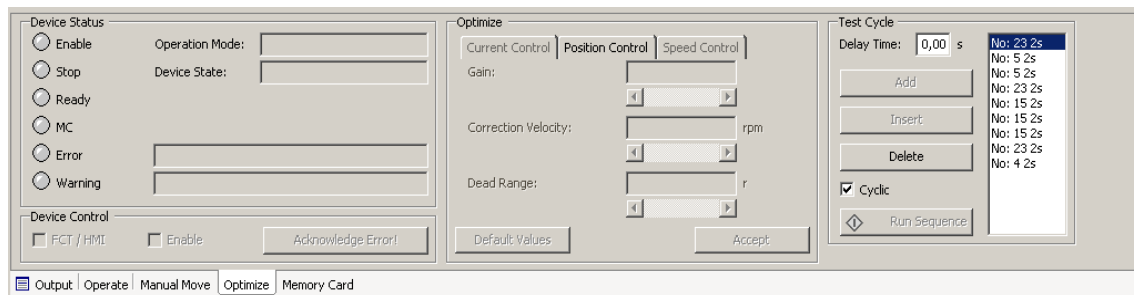 Device Status
Enable
Operation Mode:
Stop
Device State:
Ready
MC
Error
Warning
Device Control
FCT / HMI
Enable
Acknowledge Error!
Optimize
Current Control
Position Control
Speed Control
Gain:
Correction Velocity:
rpm
Dead Range:
r
Default Values
Accept
Test Cycle
Delay Time:
0,00
s
Add
Insert
Delete
Cyclic
Run Sequence
No: 23 2s
No: 5 2s
No: 5 2s
No: 23 2s
No: 15 2s
No: 15 2s
No: 15 2s
No: 23 2s
No: 4 2s
Output
Operate
Manual Move
Optimize
Memory Card